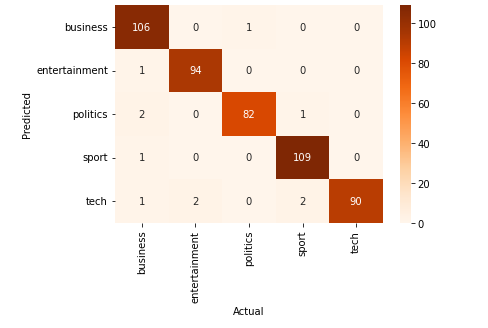 business 106 0 1 0 0
entertainment 1 94 0 0 0
politics 2 0 82 1 0
sport 1 0 0 109 0
tech 1 2 0 2 90
business entertainment politics sport tech
Actual
Predicted
100
80
60
40
20
0